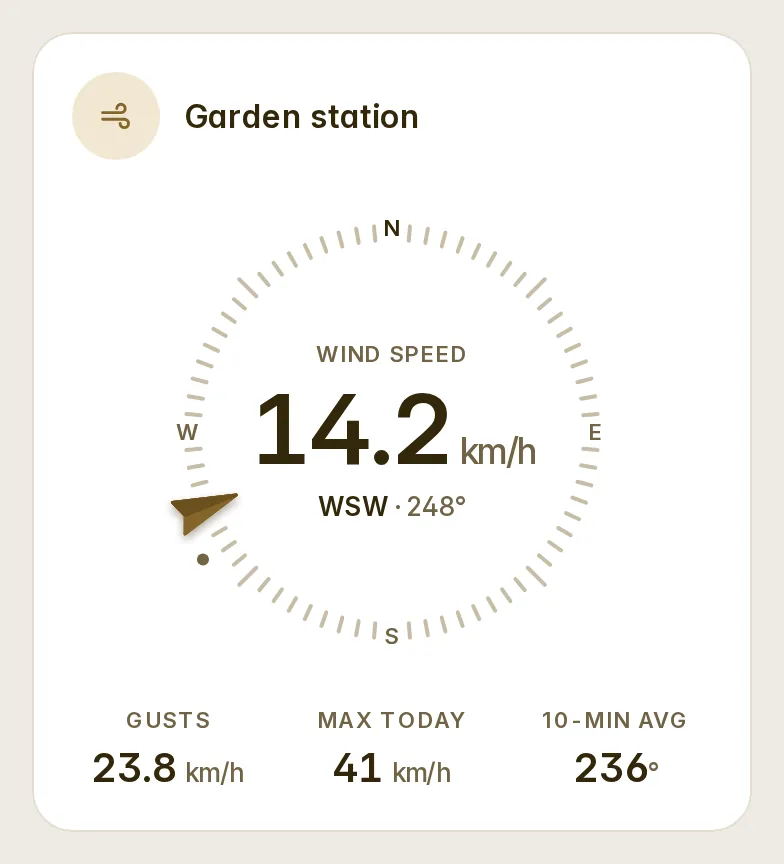 Garden station
N
WIND SPEED
W
14.2 km/h
E
WSW · 248°
S
GUSTS
MAX TODAY
10-MIN AVG
23.8 km/h
41 km/h
236°